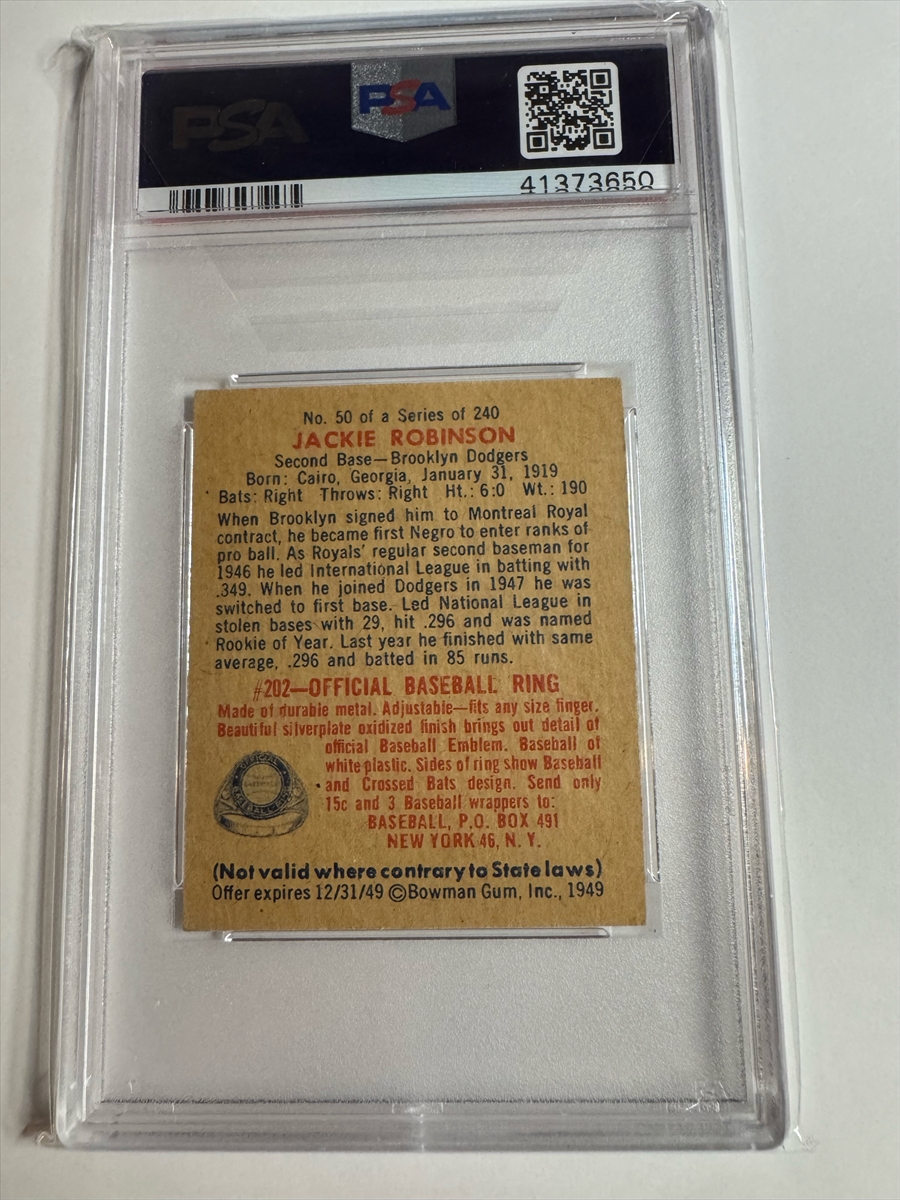 PSA
PSA
41373650
No. 50 of a Series of 240
JACKIE ROBINSON
Second Base—Brooklyn Dodgers
Born: Cairo, Georgia, January 31, 1919
Bats: Right Throws: Right Ht.: 6:0 Wt.: 190
When Brooklyn signed him to Montreal Royal
contract, he became first Negro to enter ranks of
pro ball. As Royals' regular second baseman for
1946 he led International League in batting with
.349. When he joined Dodgers in 1947 he was
switched to first base. Led National League in
stolen bases with 29, hit .296 and was named
Rookie of Year. Last year he finished with same
average, .296 and batted in 85 runs.
#202—OFFICIAL BASEBALL RING
Made of durable metal. Adjustable—fits any size finger.
Beautiful silverplate oxidized finish brings out detail of
official Baseball Emblem. Baseball of
white plastic. Sides of ring show Baseball
and Crossed Bats design. Send only
15c and 3 Baseball wrappers to:
BASEBALL, P.O. BOX 491
NEW YORK 46, N. Y.
OFFICIAL
(Not valid where contrary to State laws)
Offer expires 12/31/49 ©Bowman Gum, Inc., 1949